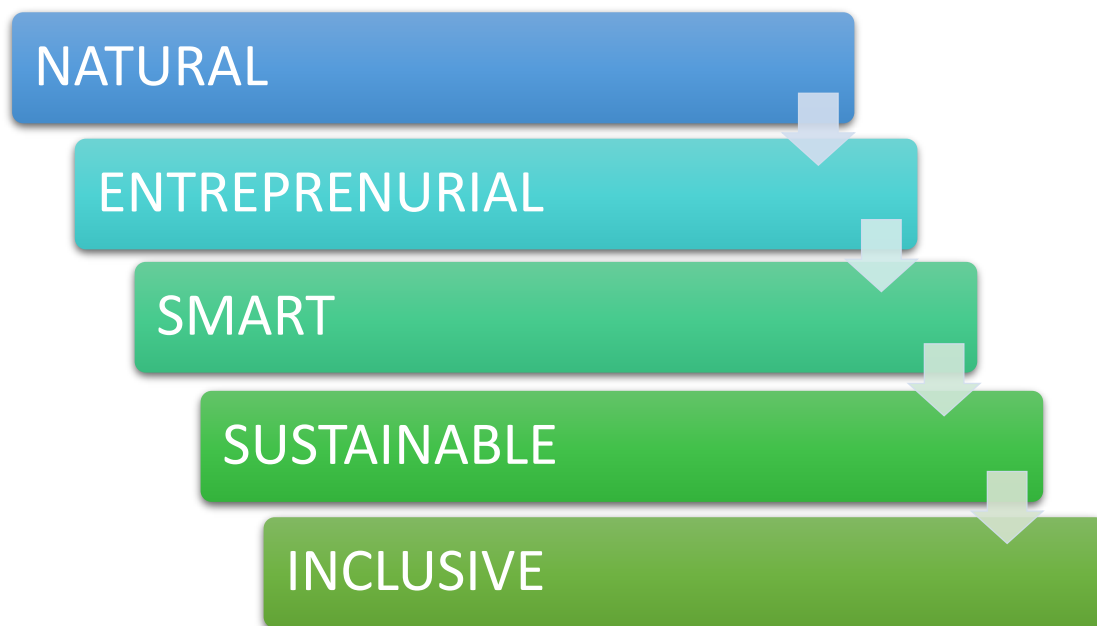 NATURAL
ENTREPRENURIAL
SMART
SUSTAINABLE
INCLUSIVE